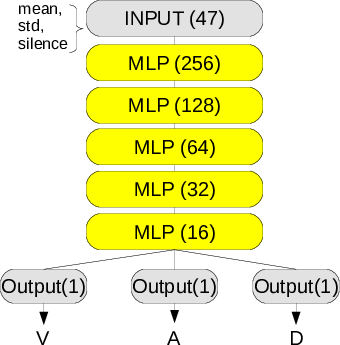 mean,
std,
silence
INPUT (47)
MLP (256)
MLP (128)
MLP (64)
MLP (32)
MLP (16)
Output(1) Output(1) Output(1)
V A D